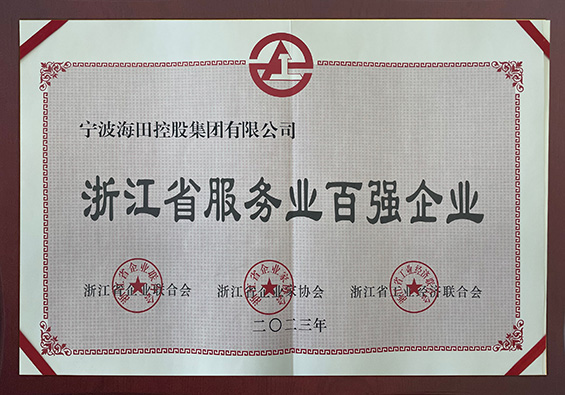 宁波海田控股集团有限公司
浙江省服务业百强企业
浙江省企业联合会 浙江省企业家协会 浙江省工业经济联合会
二〇二三年